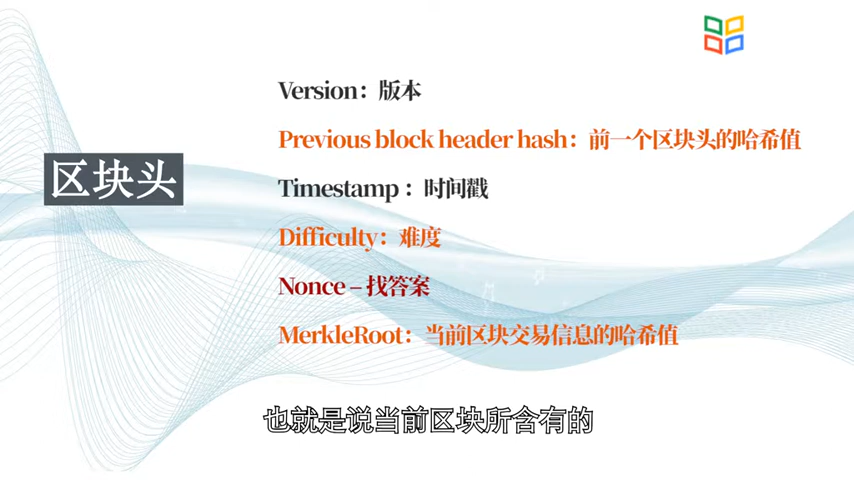 Version：版本
Previous block header hash：前一个区块头的哈希值
区块头
Timestamp：时间戳
Difficulty：难度
Nonce – 找答案
MerkleRoot：当前区块交易信息的哈希值
也就是说当前区块所含有的